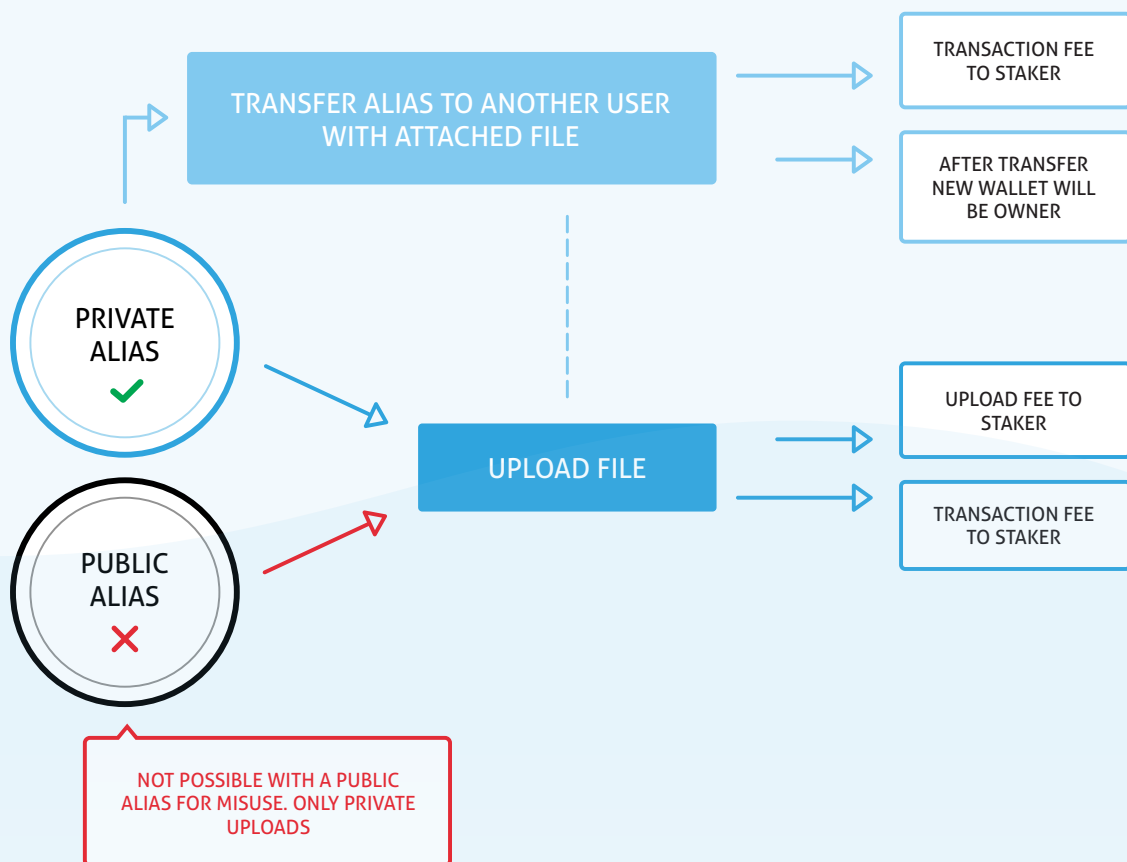 TRANSFER ALIAS TO ANOTHER USER
WITH ATTACHED FILE
TRANSACTION FEE
TO STAKER
AFTER TRANSFER
NEW WALLET WILL
BE OWNER
PRIVATE
ALIAS
UPLOAD FILE
UPLOAD FEE TO
STAKER
TRANSACTION FEE
TO STAKER
PUBLIC
ALIAS
NOT POSSIBLE WITH A PUBLIC
ALIAS FOR MISUSE. ONLY PRIVATE
UPLOADS